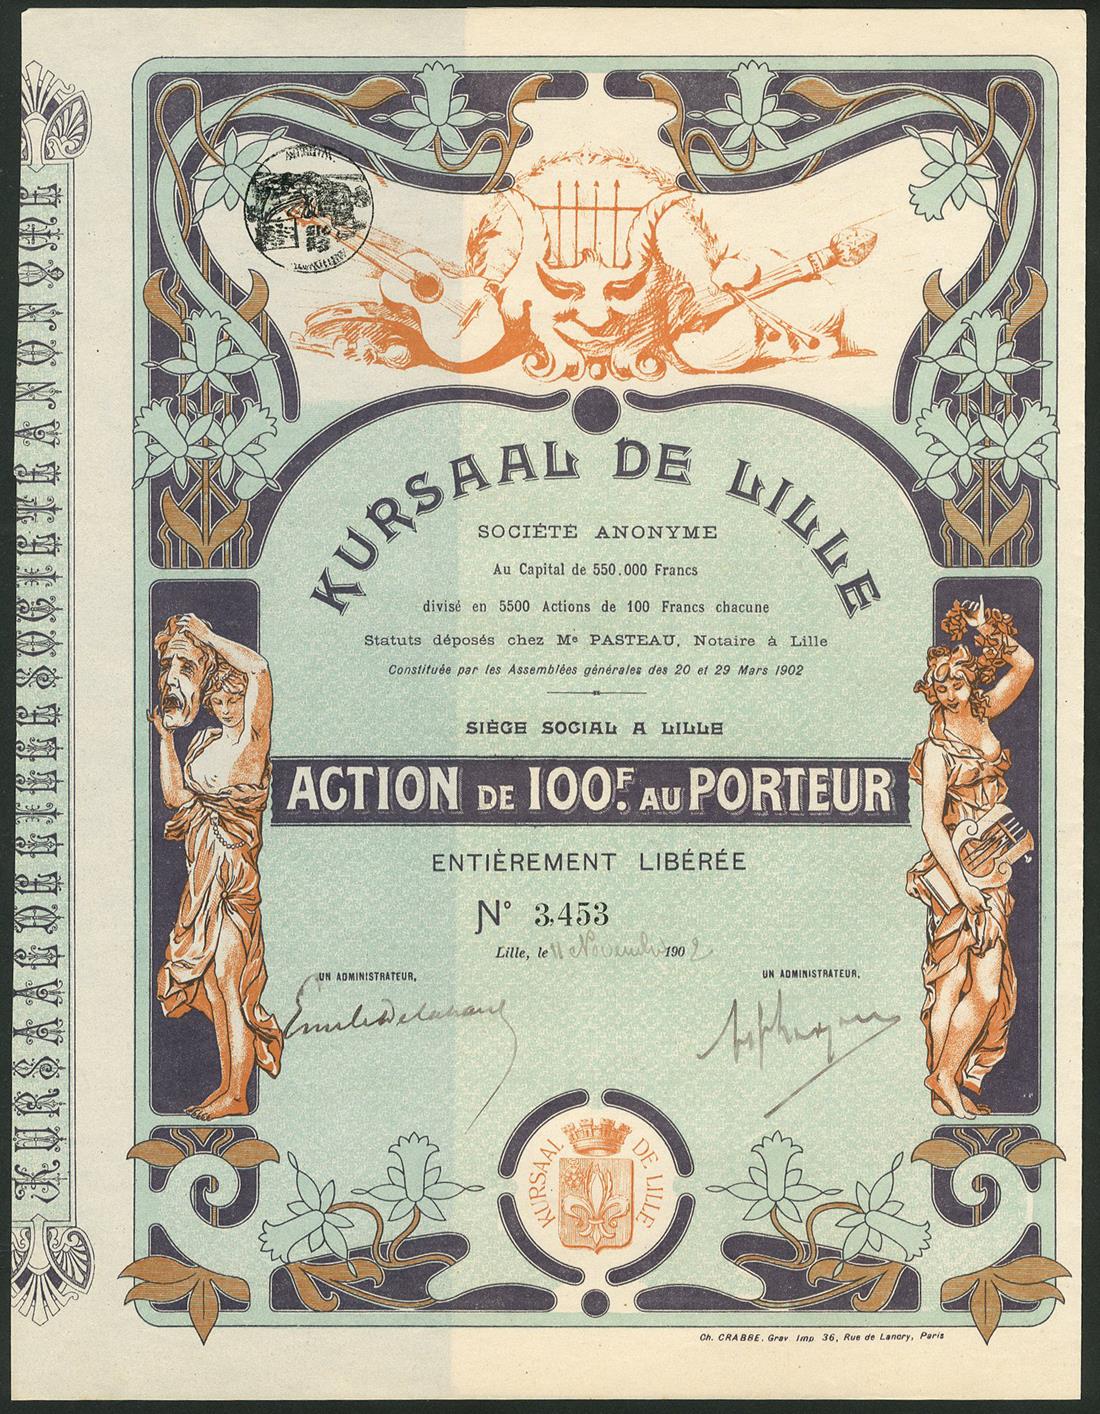 KURSAAL DE LILLE SOCIÉTÉ ANONYME
KURSAAL DE LILLE
SOCIÉTÉ ANONYME
Au Capital de 550.000 Francs
divisé en 5500 Actions de 100 Francs chacune
Statuts déposés chez Me PASTEAU, Notaire à Lille
Constituée par les Assemblées générales des 20 et 29 Mars 1902
SIÈGE SOCIAL A LILLE
ACTION DE 100F. AU PORTEUR
ENTIÈREMENT LIBÉRÉE
N° 3,453
Lille, le 11 Novembre 1902
UN ADMINISTRATEUR,
UN ADMINISTRATEUR,
KURSAAL DE LILLE
Ch. CRABBE. Grav. Imp. 36, Rue de Lancry, Paris